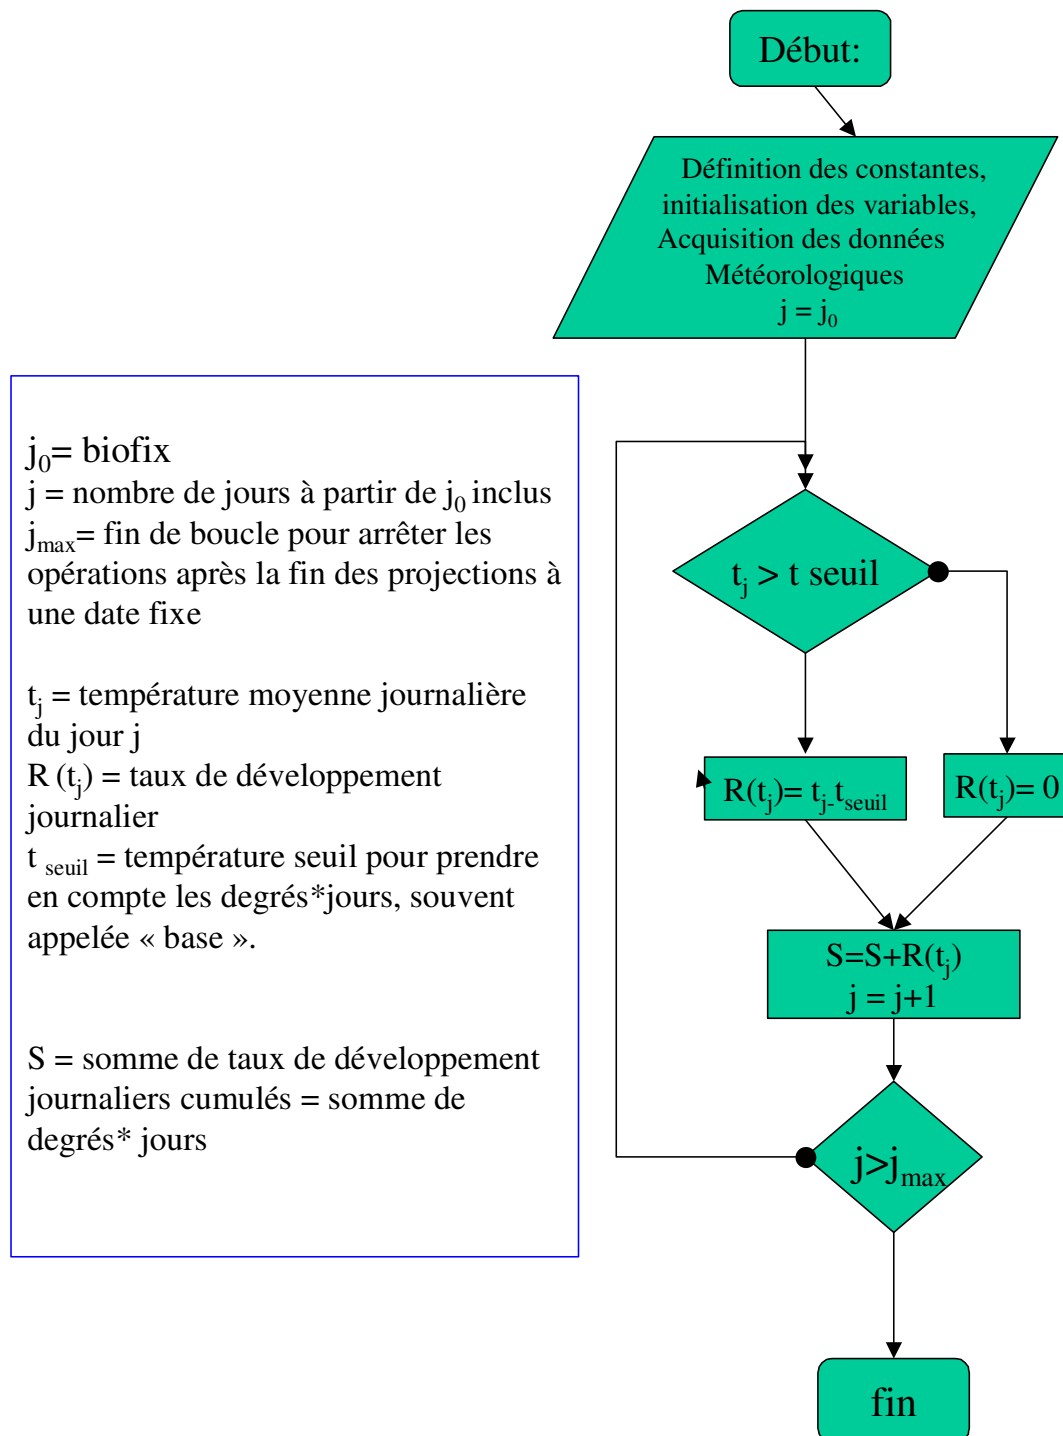 Début:
Définition des constantes,
initialisation des variables,
Acquisition des données
Météorologiques
j = j0
j0= biofix
j = nombre de jours à partir de j0 inclus
jmax= fin de boucle pour arrêter les
opérations après la fin des projections à
une date fixe
tj = température moyenne journalière
du jour j
R (tj) = taux de développement
journalier
t seuil = température seuil pour prendre
en compte les degrés*jours, souvent
appelée « base ».
S = somme de taux de développement
journaliers cumulés = somme de
degrés* jours
tj > t seuil
R(tj)= tj-tseuil
R(tj)= 0
S=S+R(tj)
j = j+1
j>jmax
fin